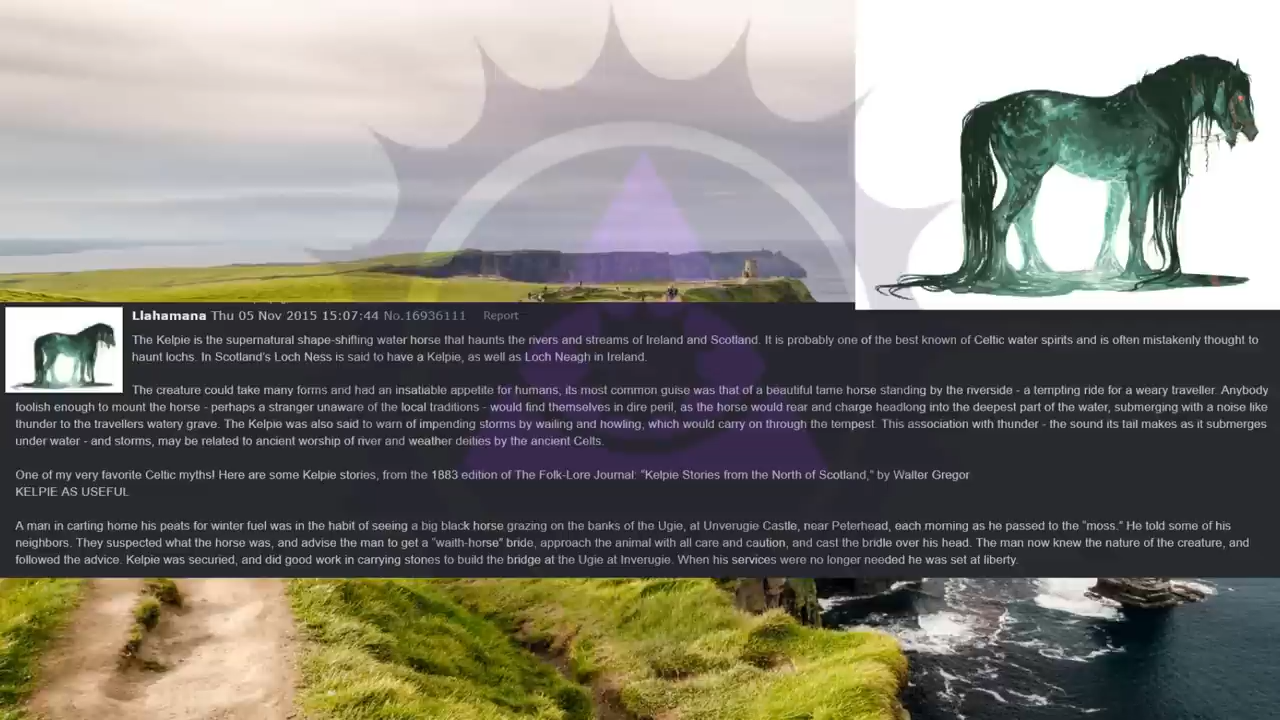 Llahamana Thu 05 Nov 2015 15:07:44 No.16936111 Report
The Kelpie is the supernatural shape-shifting water horse that haunts the rivers and streams of Ireland and Scotland. It is probably one of the best known of Celtic water spirits and is often mistakenly thought to
haunt lochs. In Scotland's Loch Ness is said to have a Kelpie, as well as Loch Neagh in Ireland.
The creature could take many forms and had an insatiable appetite for humans, its most common guise was that of a beautiful tame horse standing by the riverside - a tempting ride for a weary traveller. Anybody
foolish enough to mount the horse - perhaps a stranger unaware of the local traditions - would find themselves in dire peril, as the horse would rear and charge headlong into the deepest part of the water, submerging with a noise like
thunder to the travellers watery grave. The Kelpie was also said to warn of impending storms by wailing and howling, which would carry on through the tempest. This association with thunder - the sound its tail makes as it submerges
under water - and storms, may be related to ancient worship of river and weather deities by the ancient Celts.
One of my very favorite Celtic myths! Here are some Kelpie stories, from the 1883 edition of The Folk-Lore Journal: "Kelpie Stories from the North of Scotland," by Walter Gregor
KELPIE AS USEFUL
A man in carting home his peats for winter fuel was in the habit of seeing a big black horse grazing on the banks of the Ugie, at Unverugie Castle, near Peterhead, each morning as he passed to the "moss." He told some of his
neighbors. They suspected what the horse was, and advise the man to get a "waith-horse" bride, approach the animal with all care and caution, and cast the bridle over his head. The man now knew the nature of the creature, and
followed the advice. Kelpie was securied, and did good work in carrying stones to build the bridge at the Ugie at Inverugie. When his services were no longer needed he was set at liberty.